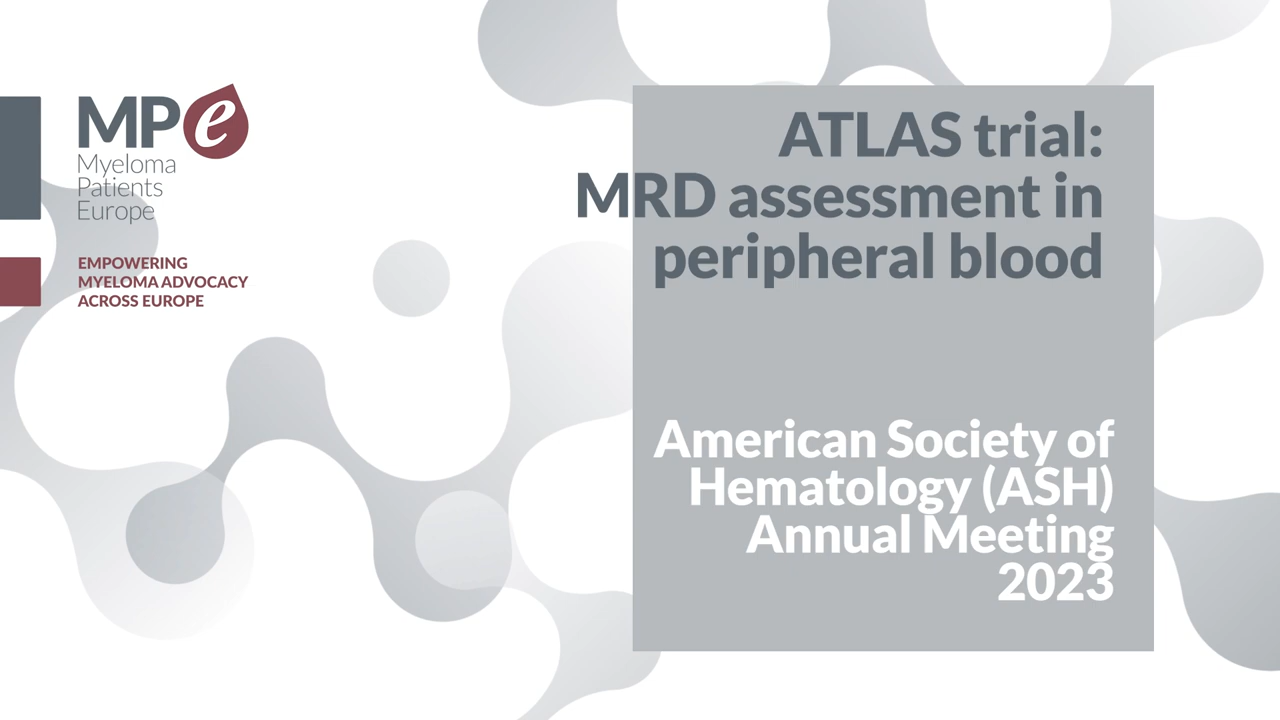 MPe
Myeloma
Patients
Europe
EMPOWERING
MYELOMA ADVOCACY
ACROSS EUROPE
ATLAS trial:
MRD assessment in
peripheral blood
American Society of
Hematology (ASH)
Annual Meeting
2023